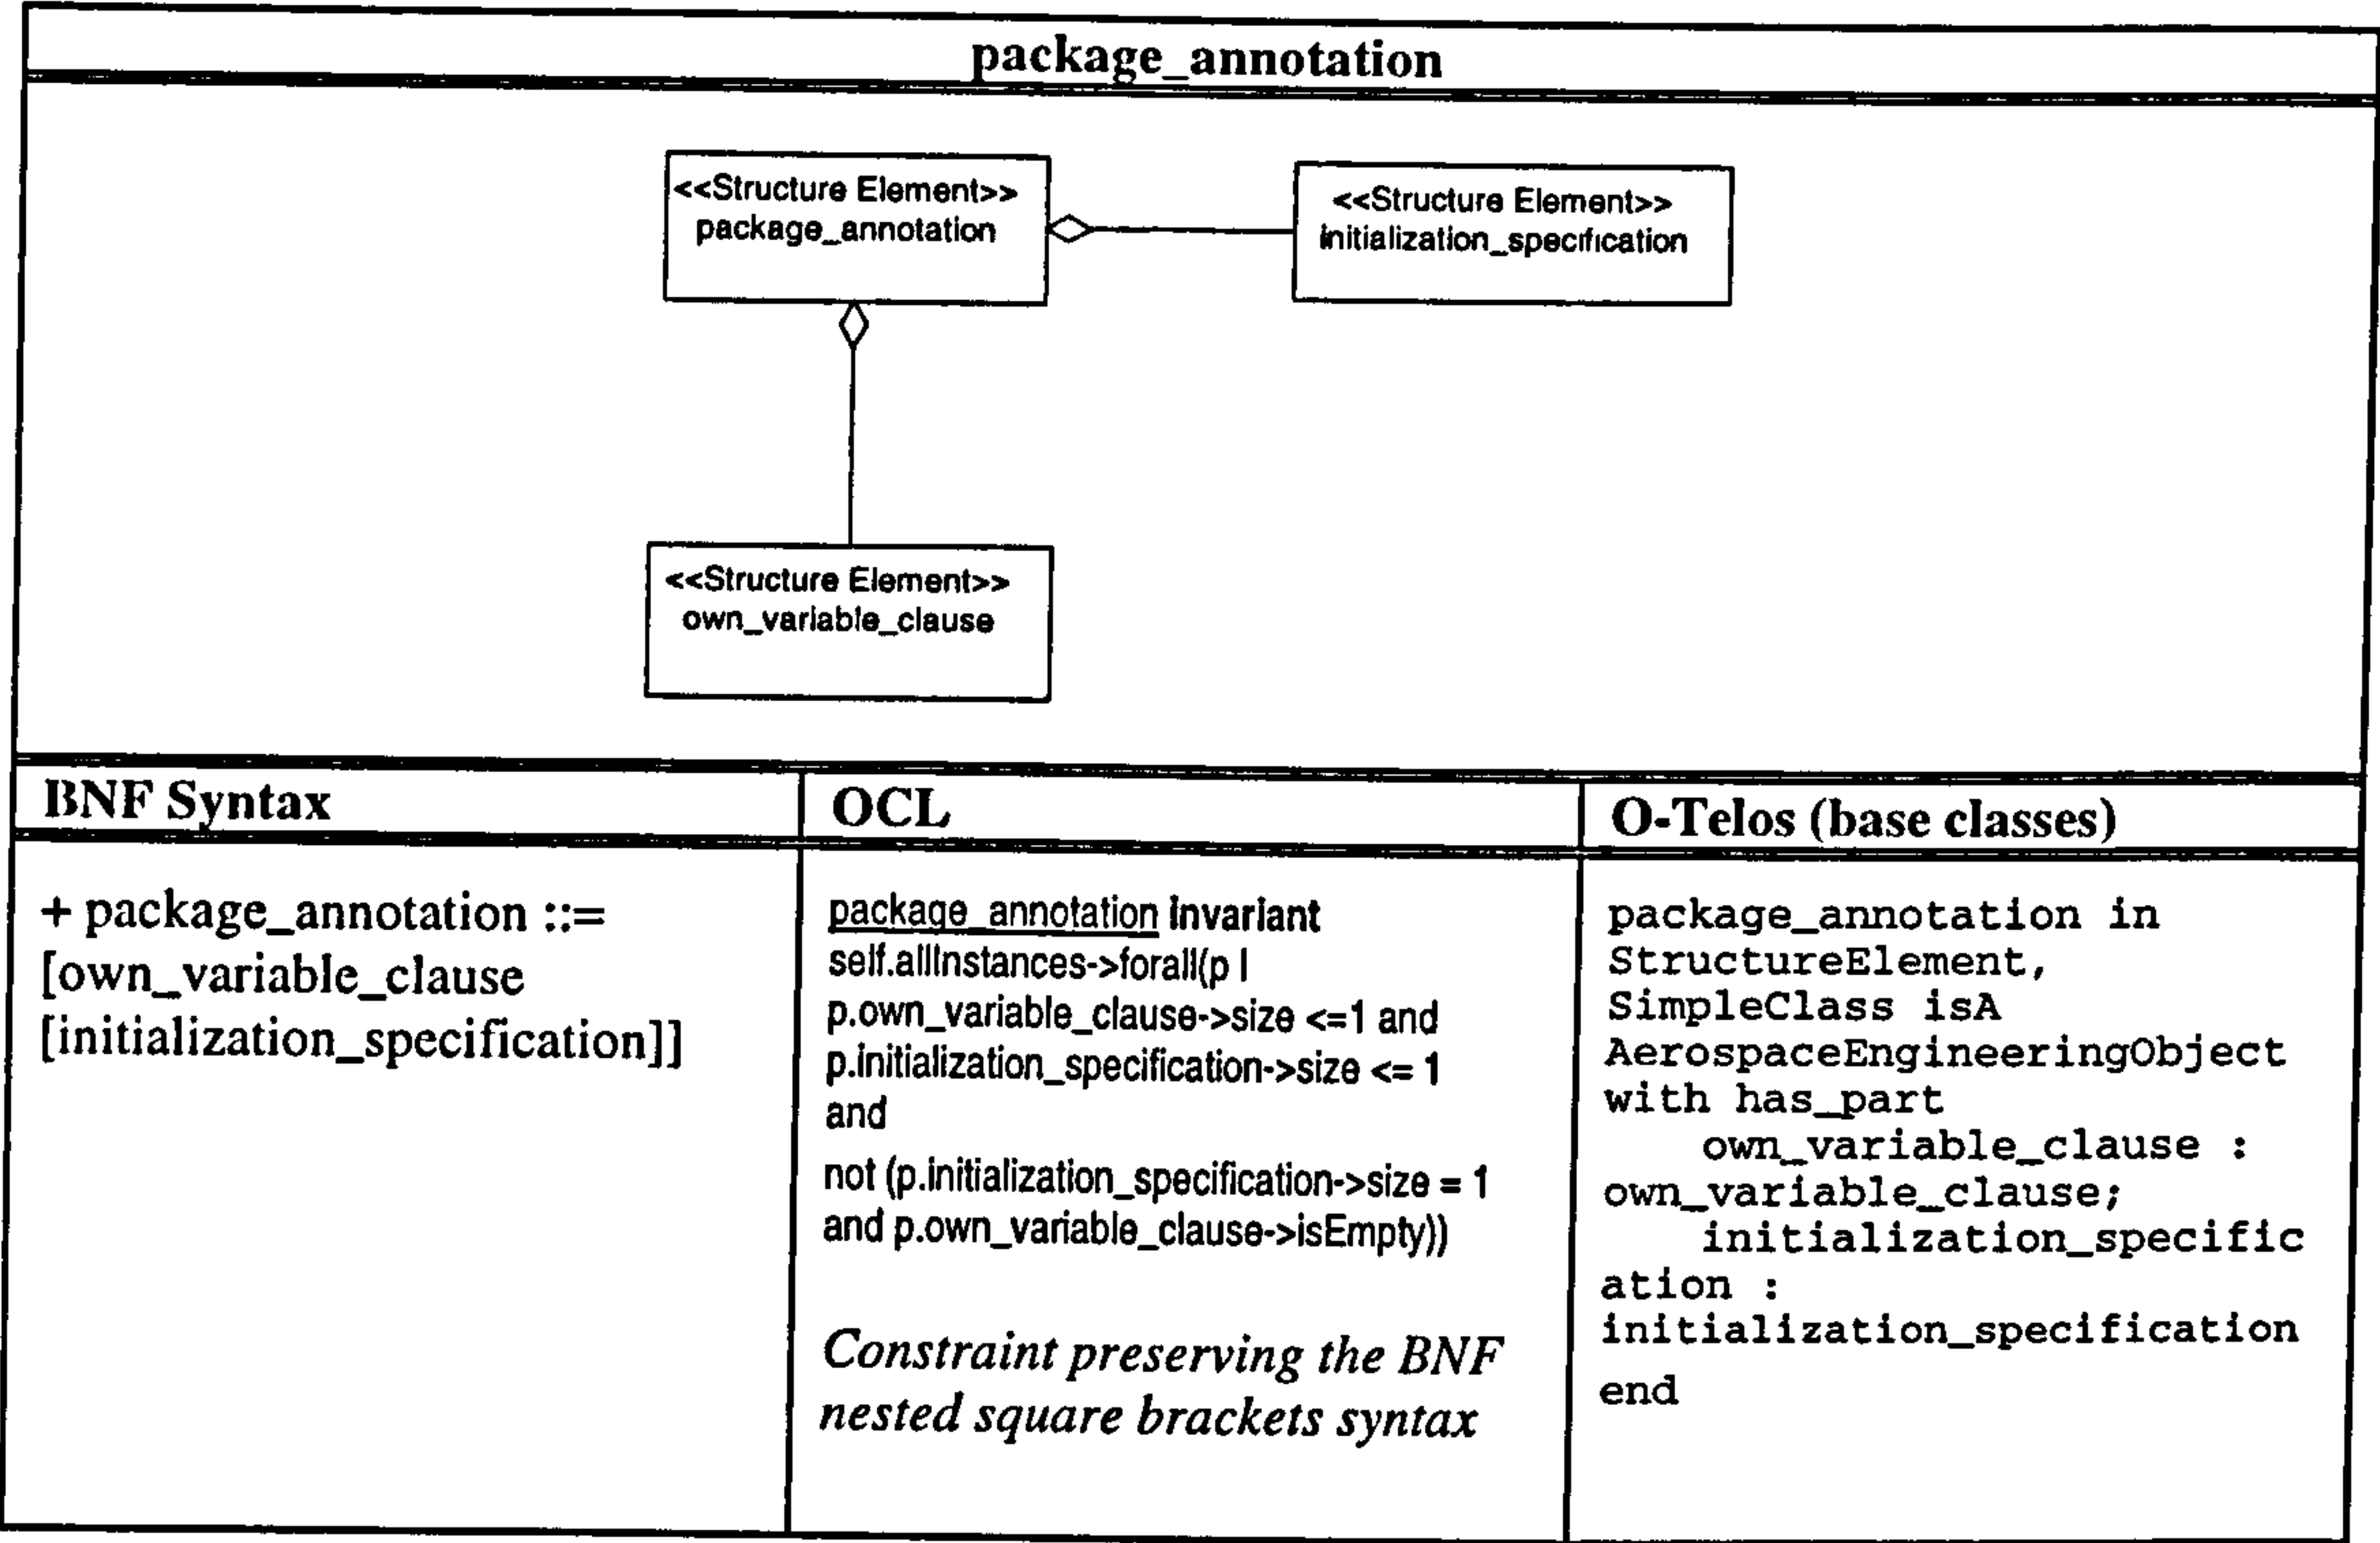 package_annotation
<<Structure Element>>
package_annotation
<<Structure Element>>
initialization_specification
<<Structure Element>>
own_variable_clause
BNF Syntax
OCL
O-Telos (base classes)
+ package_annotation ::=
[own_variable_clause
[initialization_specification]]
package_annotation invariant
self.allInstances->forall(p |
p.own_variable_clause->size <=1 and
p.initialization_specification->size <= 1
and
not (p.initialization_specification->size = 1
and p.own_variable_clause->isEmpty))
Constraint preserving the BNF
nested square brackets syntax
package_annotation in
StructureElement,
SimpleClass isA
AerospaceEngineeringObject
with has_part
own_variable_clause :
own_variable_clause;
initialization_specific
ation :
initialization_specification
end